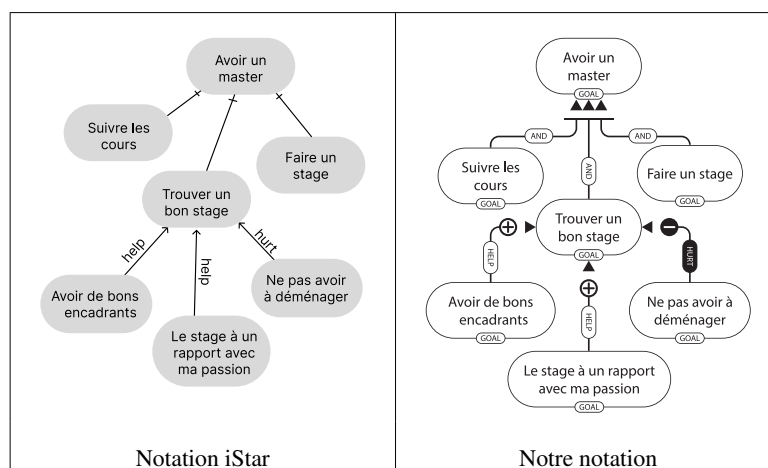 Avoir un
master
Suivre les
cours
Faire un
stage
Trouver un
bon stage
help
help
hurt
Avoir de bons
encadrants
Ne pas avoir
à déménager
Le stage à un
rapport avec
ma passion
Notation iStar
Avoir un
master
GOAL
AND
AND
AND
Suivre les
cours
GOAL
Faire un stage
GOAL
Trouver un
bon stage
GOAL
HELP
HELP
HURT
Avoir de bons
encadrants
GOAL
Ne pas avoir
à déménager
GOAL
Le stage à un rapport
avec ma passion
GOAL
Notre notation